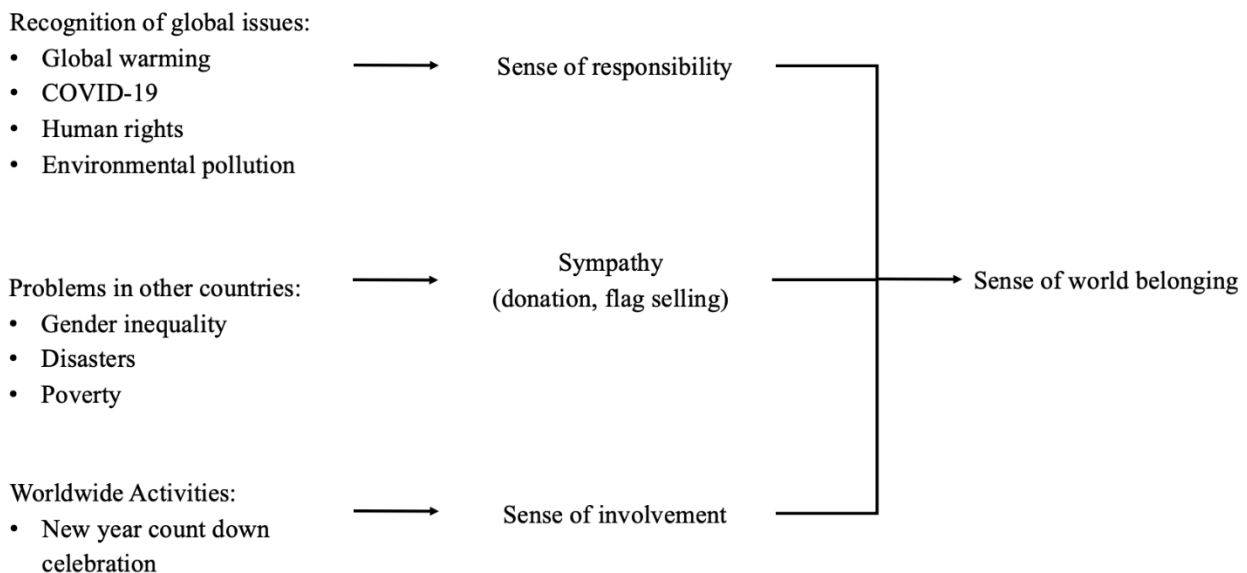 Recognition of global issues:
• Global warming
• COVID-19
• Human rights
• Environmental pollution
Sense of responsibility
Problems in other countries:
• Gender inequality
• Disasters
• Poverty
Sympathy
(donation, flag selling)
Worldwide Activities:
• New year count down
celebration
Sense of involvement
Sense of world belonging